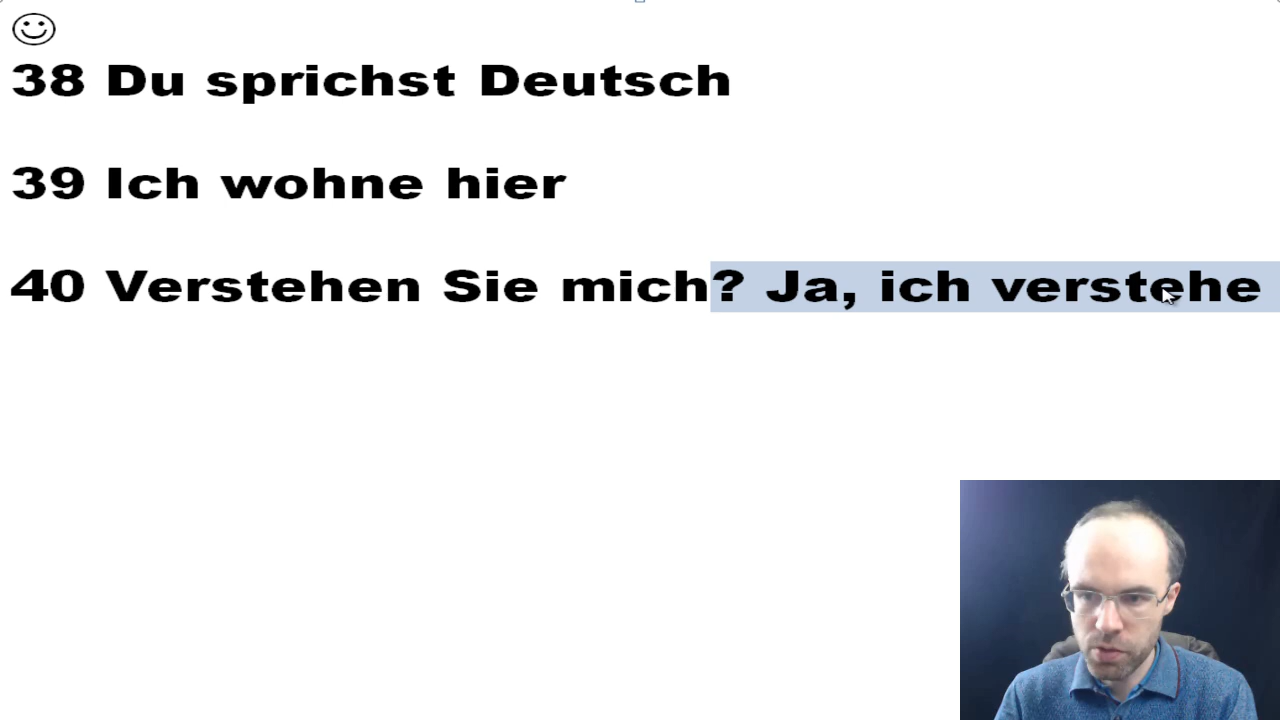 38 Du sprichst Deutsch
39 Ich wohne hier
40 Verstehen Sie mich? Ja, ich verstehe